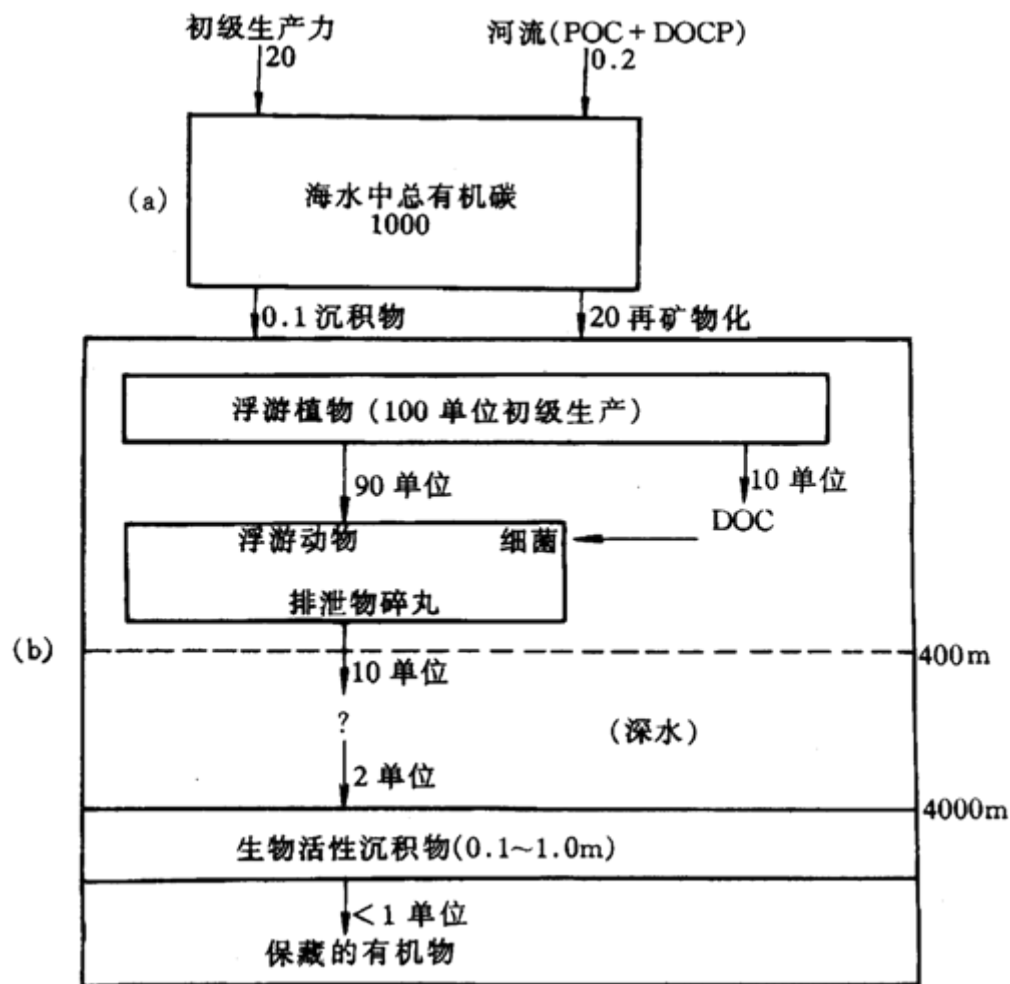 初级生产力
20
河流(POC+DOCP)
0.2
(a)
海水中总有机碳
1000
0.1 沉积物
20 再矿物化
浮游植物 (100 单位初级生产)
90 单位
10 单位
DOC
浮游动物
细菌
排泄物碎丸
(b)
400m
10 单位
?
(深水)
2 单位
4000m
生物活性沉积物(0.1~1.0m)
<1 单位
保藏的有机物